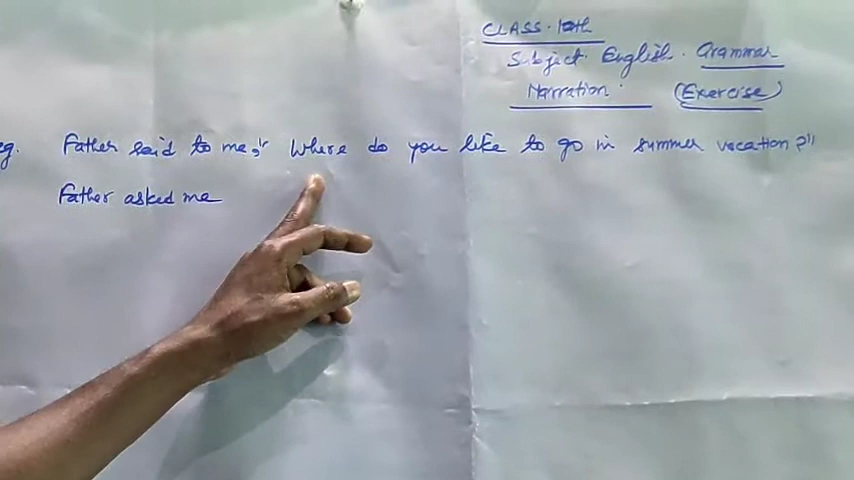 CLASS. 10th
Subject. English. Grammar
Narration. (Exercise)
eg. Father said to me," Where do you like to go in summer vacation?"
Father asked me